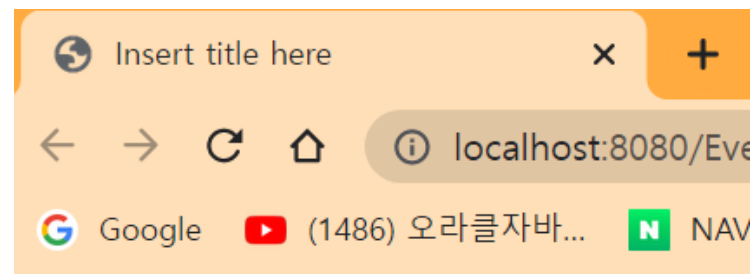 Insert title here
localhost:8080/Eve
Google (1486) 오라클자바... NAV